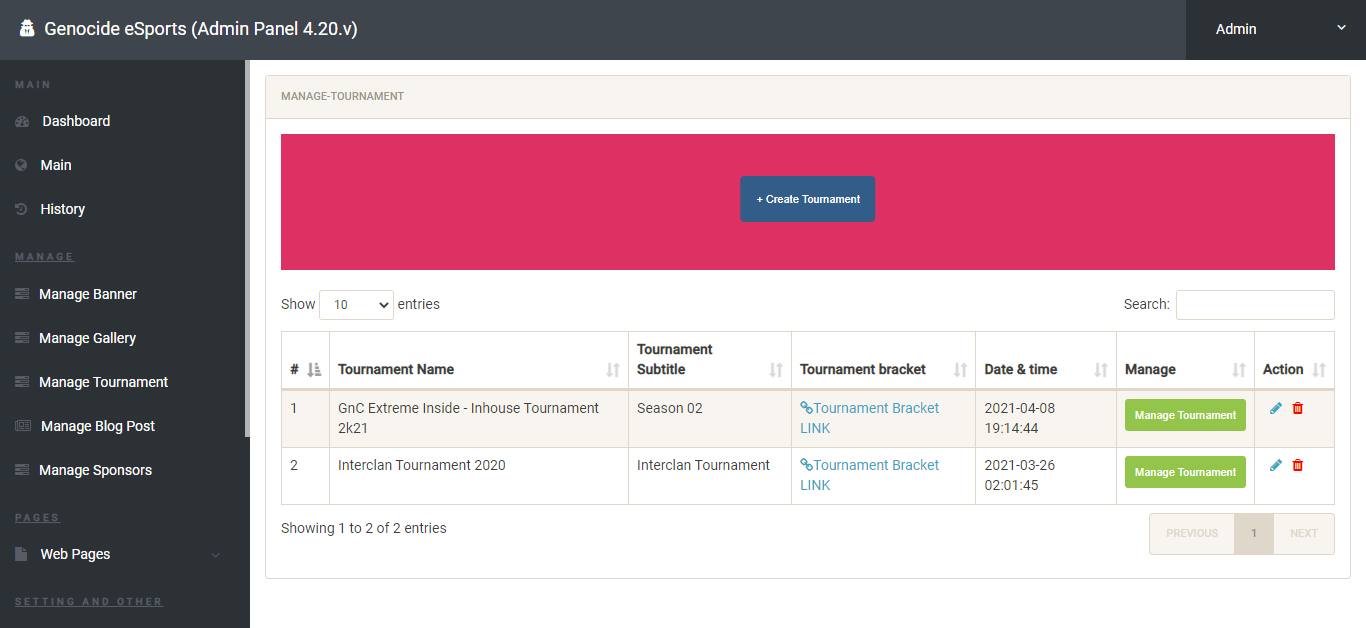 Genocide eSports (Admin Panel 4.20.v)
Admin
MAIN
Dashboard
Main
History
MANAGE
Manage Banner
Manage Gallery
Manage Tournament
Manage Blog Post
Manage Sponsors
PAGES
Web Pages
SETTING AND OTHER
MANAGE-TOURNAMENT
+ Create Tournament
Show 10 entries
Search:
# Tournament Name Tournament Subtitle Tournament bracket Date & time Manage Action
1 GnC Extreme Inside - Inhouse Tournament 2k21 Season 02 Tournament Bracket LINK 2021-04-08 19:14:44 Manage Tournament
2 Interclan Tournament 2020 Interclan Tournament Tournament Bracket LINK 2021-03-26 02:01:45 Manage Tournament
Showing 1 to 2 of 2 entries
PREVIOUS 1 NEXT